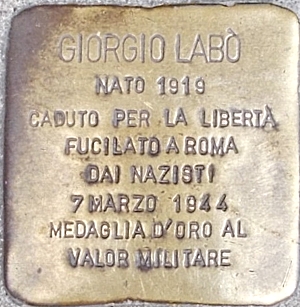 GIORGIO LABÒ
NATO 1919
CADUTO PER LA LIBERTÀ
FUCILATO A ROMA
DAI NAZISTI
7 MARZO 1944
MEDAGLIA D'ORO AL
VALOR MILITARE